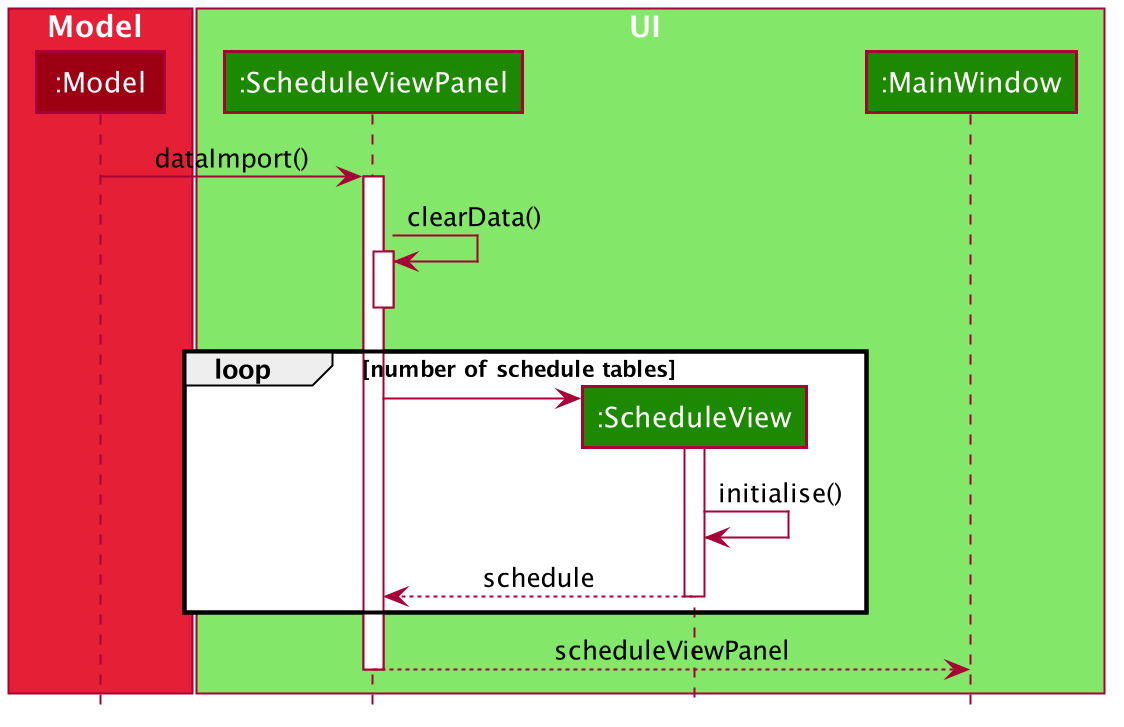 Model
UI
:Model
:ScheduleViewPanel
:MainWindow
dataImport()
clearData()
loop
[number of schedule tables]
:ScheduleView
initialise()
schedule
scheduleViewPanel